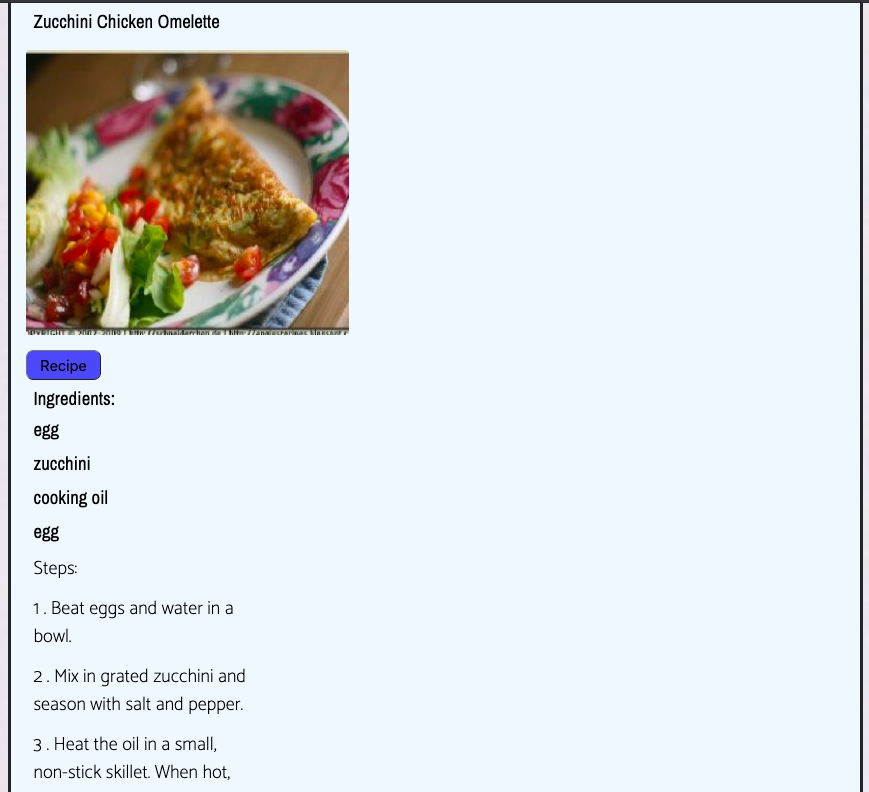 Zucchini Chicken Omelette
Recipe
Ingredients:
egg
zucchini
cooking oil
egg
Steps:
1 . Beat eggs and water in a
bowl.
2 . Mix in grated zucchini and
season with salt and pepper.
3 . Heat the oil in a small,
non-stick skillet. When hot,